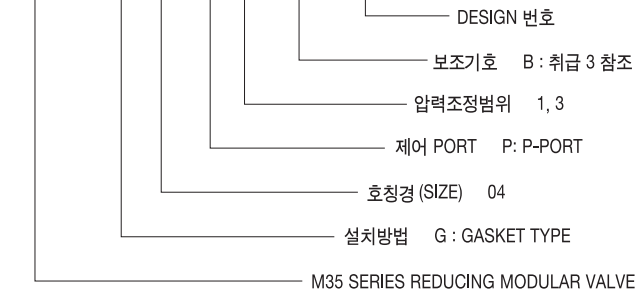 DESIGN 번호
보조기호 B : 취급 3 참조
압력조정범위 1, 3
제어 PORT P: P-PORT
호칭경 (SIZE) 04
설치방법 G : GASKET TYPE
M35 SERIES REDUCING MODULAR VALVE